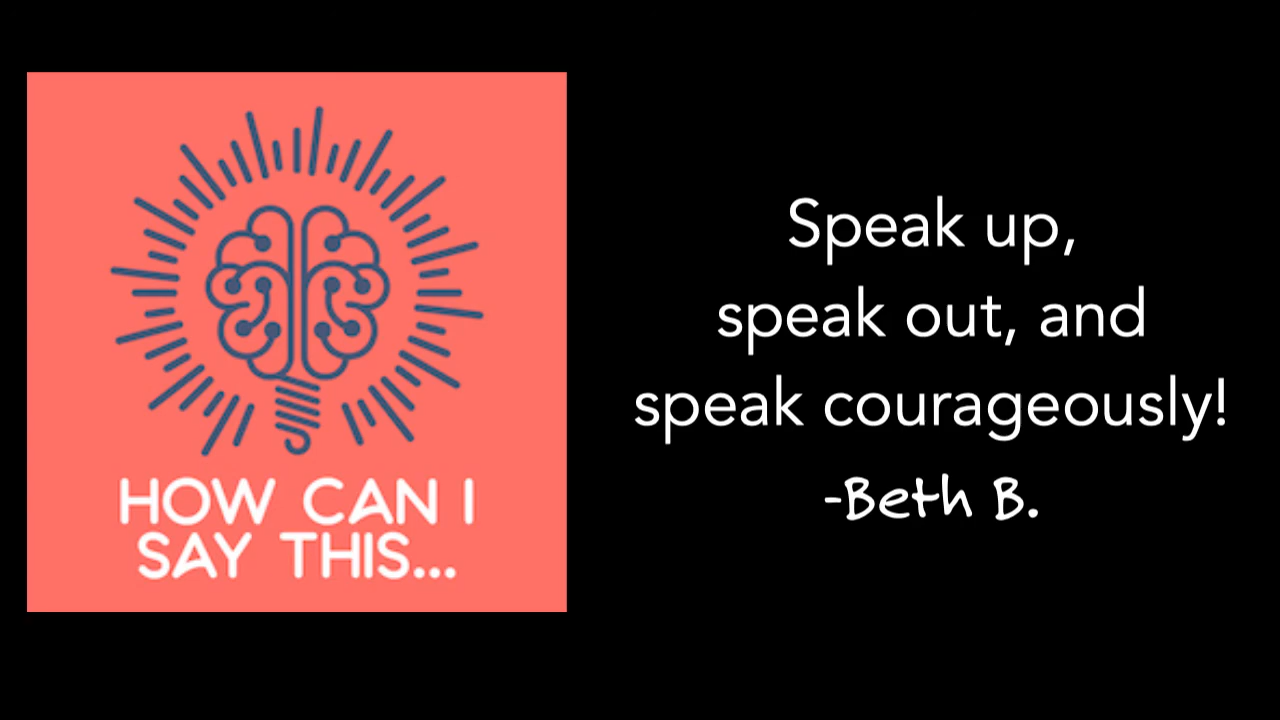 HOW CAN I
SAY THIS...
Speak up,
speak out, and
speak courageously!
-Beth B.